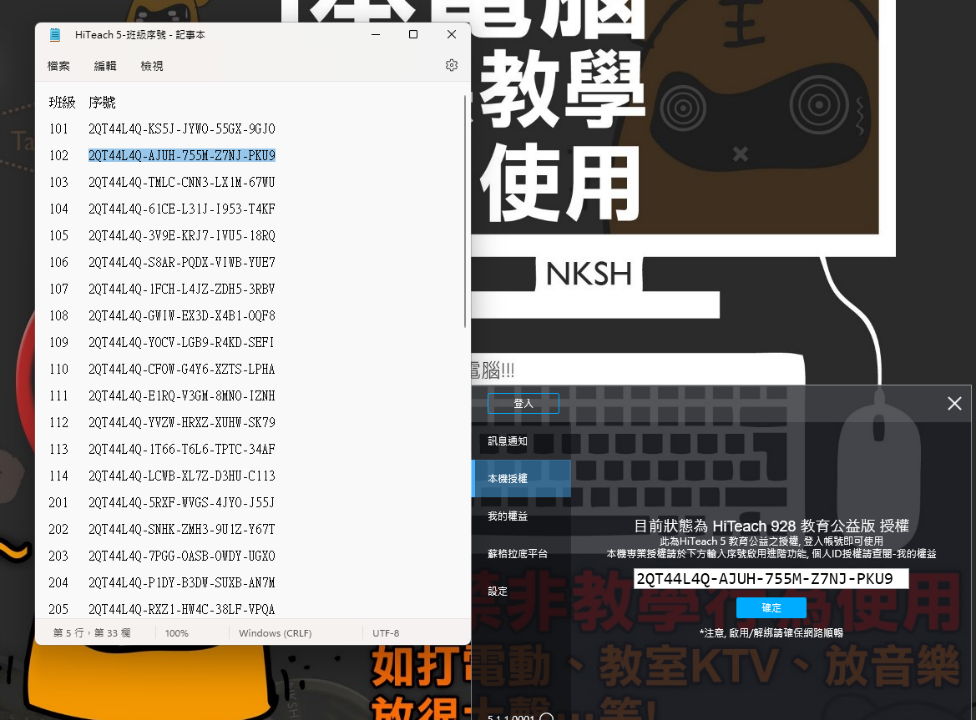 HiTeach 5-班級序號 - 記事本
檔案 編輯 檢視
班級 序號
101 2QT44L4Q-KS5J-JYW0-55GX-9GJ0
102 2QT44L4Q-AJUH-755M-Z7NJ-PKU9
103 2QT44L4Q-TMLC-CNN3-LX1M-67WU
104 2QT44L4Q-61CE-L31J-I953-T4KF
105 2QT44L4Q-3V9E-KRJ7-IVU5-18RQ
106 2QT44L4Q-S8AR-PQDX-VIWB-YUE7
107 2QT44L4Q-1FCH-L4JZ-ZDH5-3RBV
108 2QT44L4Q-GWIW-EX3D-X4B1-OQF8
109 2QT44L4Q-YOCV-LGB9-R4KD-SEFI
110 2QT44L4Q-CFOW-G4Y6-XZTS-LPHA
111 2QT44L4Q-E1RQ-V3GM-8MNO-IZNH
112 2QT44L4Q-YVZW-HRXZ-XUHW-SK79
113 2QT44L4Q-1T66-T6L6-TPTC-34AF
114 2QT44L4Q-LCWB-XL7Z-D3HU-C113
201 2QT44L4Q-5RXF-WVGS-4JYO-J55J
202 2QT44L4Q-SNHK-ZMH3-9U1Z-Y67T
203 2QT44L4Q-7PGG-OASB-OWDY-UGXO
204 2QT44L4Q-P1DY-B3DW-SUXB-AN7M
205 2QT44L4Q-RXZ1-HW4C-38LF-VPQA
第 5 行，第 33 欄 100% Windows (CRLF) UTF-8
電腦
教學
使用
NKSH
電腦!!!
登入
訊息通知
本機授權
我的權益
蘇格拉底平台
設定
目前狀態為 HiTeach 928 教育公益版 授權
此為HiTeach 5 教育公益之授權, 登入帳號即可使用
本機專業授權請於下方輸入序號啟用進階功能, 個人ID授權請查閱-我的權益
2QT44L4Q-AJUH-755M-Z7NJ-PKU9
確定
*注意, 啟用/解綁請確保網路順暢
5.1.1.0001
禁非教學行為使用
如打電動、教室KTV、放音樂
放很大聲...等!